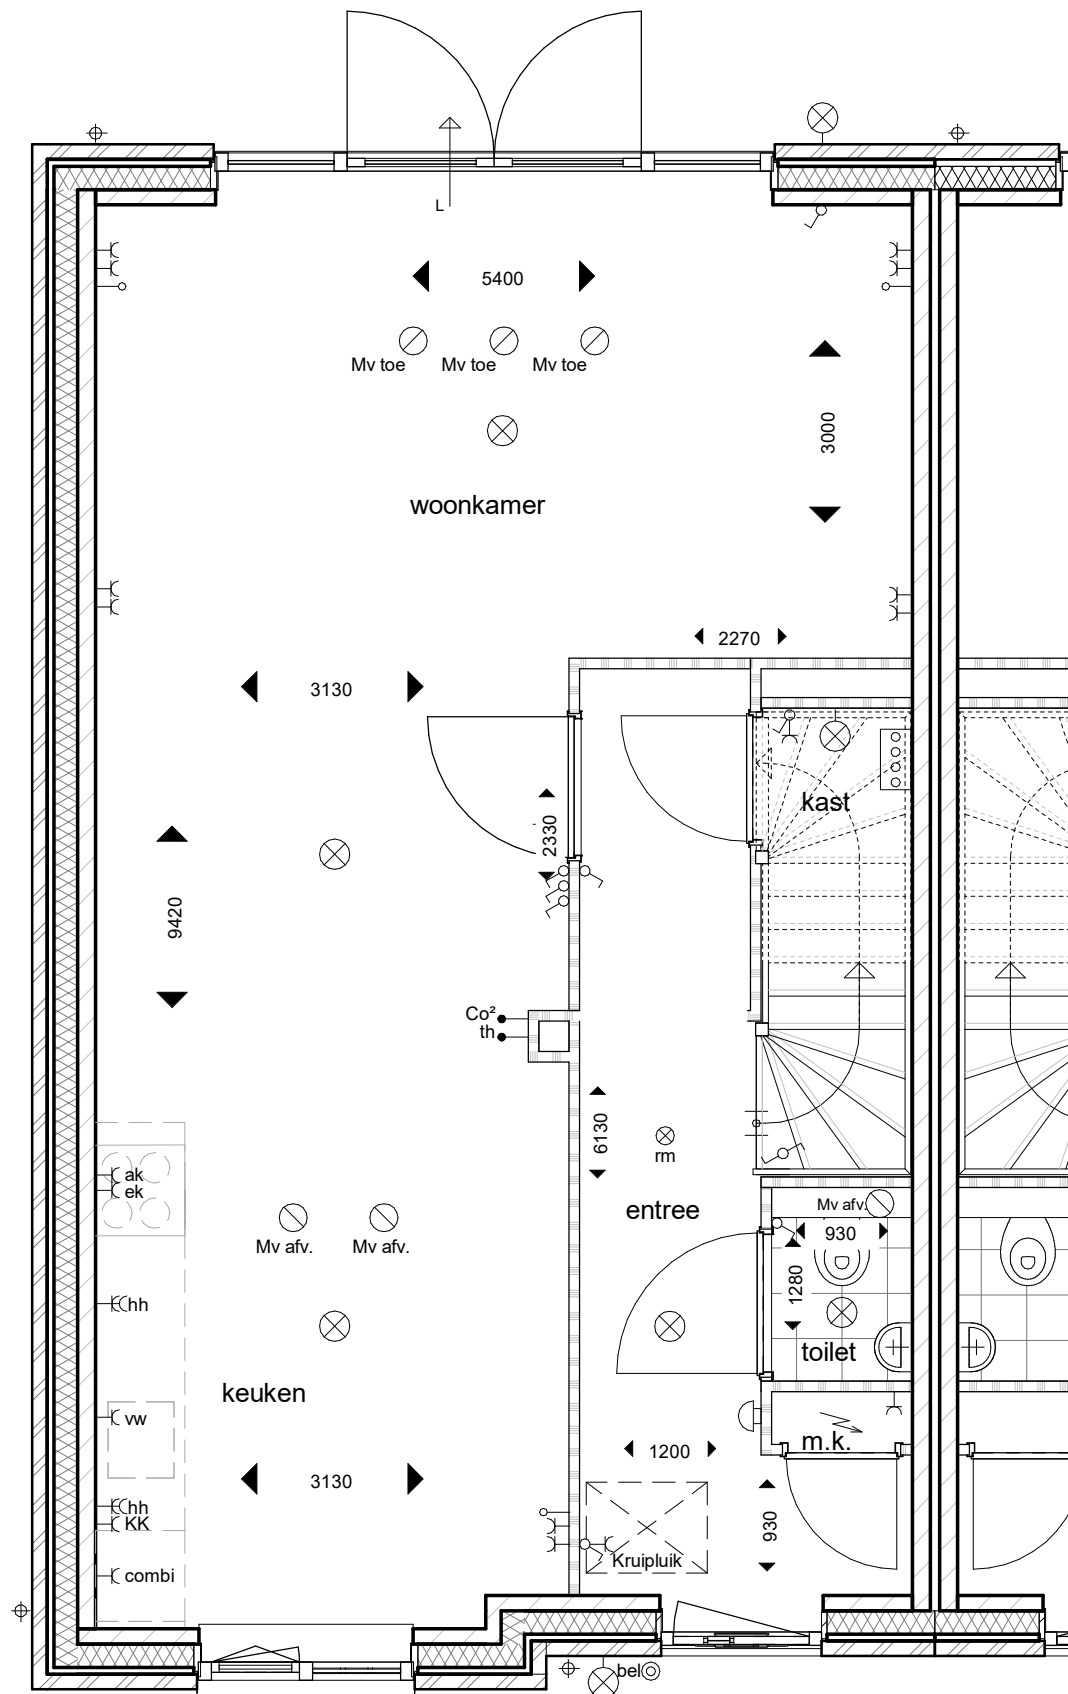 L
5400
Mv toe
Mv toe
Mv toe
3000
woonkamer
2270
3130
kast
2330
9420
Co²
th
6130
rm
ak
ek
entree
Mv afv.
930
Mv afv.
Mv afv.
1280
hh
toilet
keuken
vw
m.k.
1200
3130
hh
KK
930
Kruipluik
combi
bel